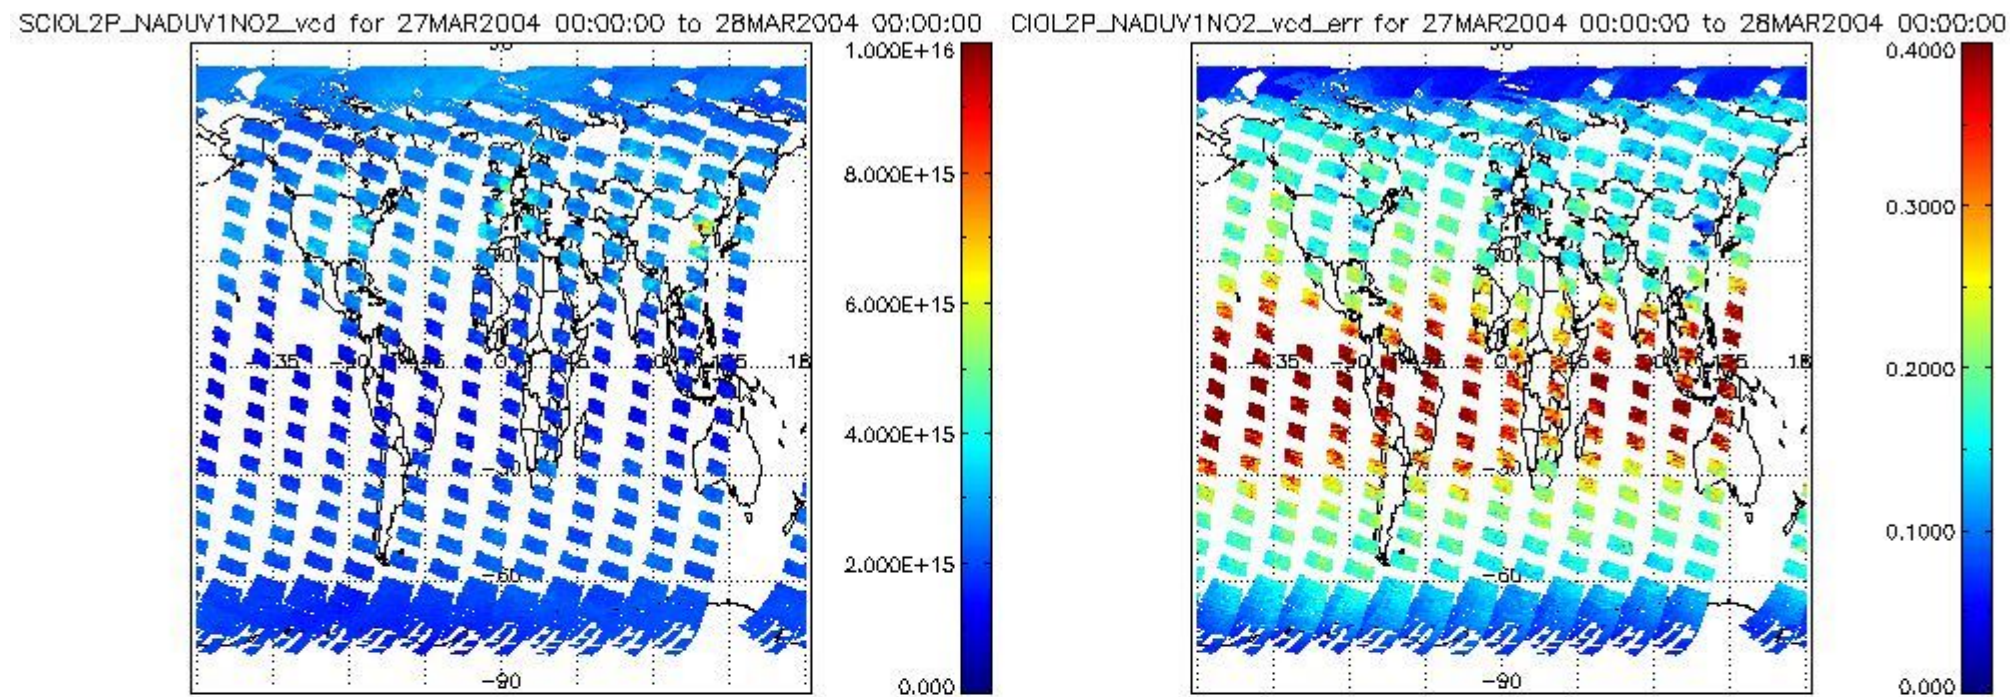 SCIOL2P_NADUV1NO2_vcd for 27MAR2004 00:00:00 to 28MAR2004 00:00:00
CIOL2P_NADUV1NO2_vcd_err for 27MAR2004 00:00:00 to 28MAR2004 00:00:00
1.000E+16
8.000E+15
6.000E+15
4.000E+15
2.000E+15
0.000
-60
-90
0.4000
0.3000
0.2000
0.1000
0.000
-60
-90